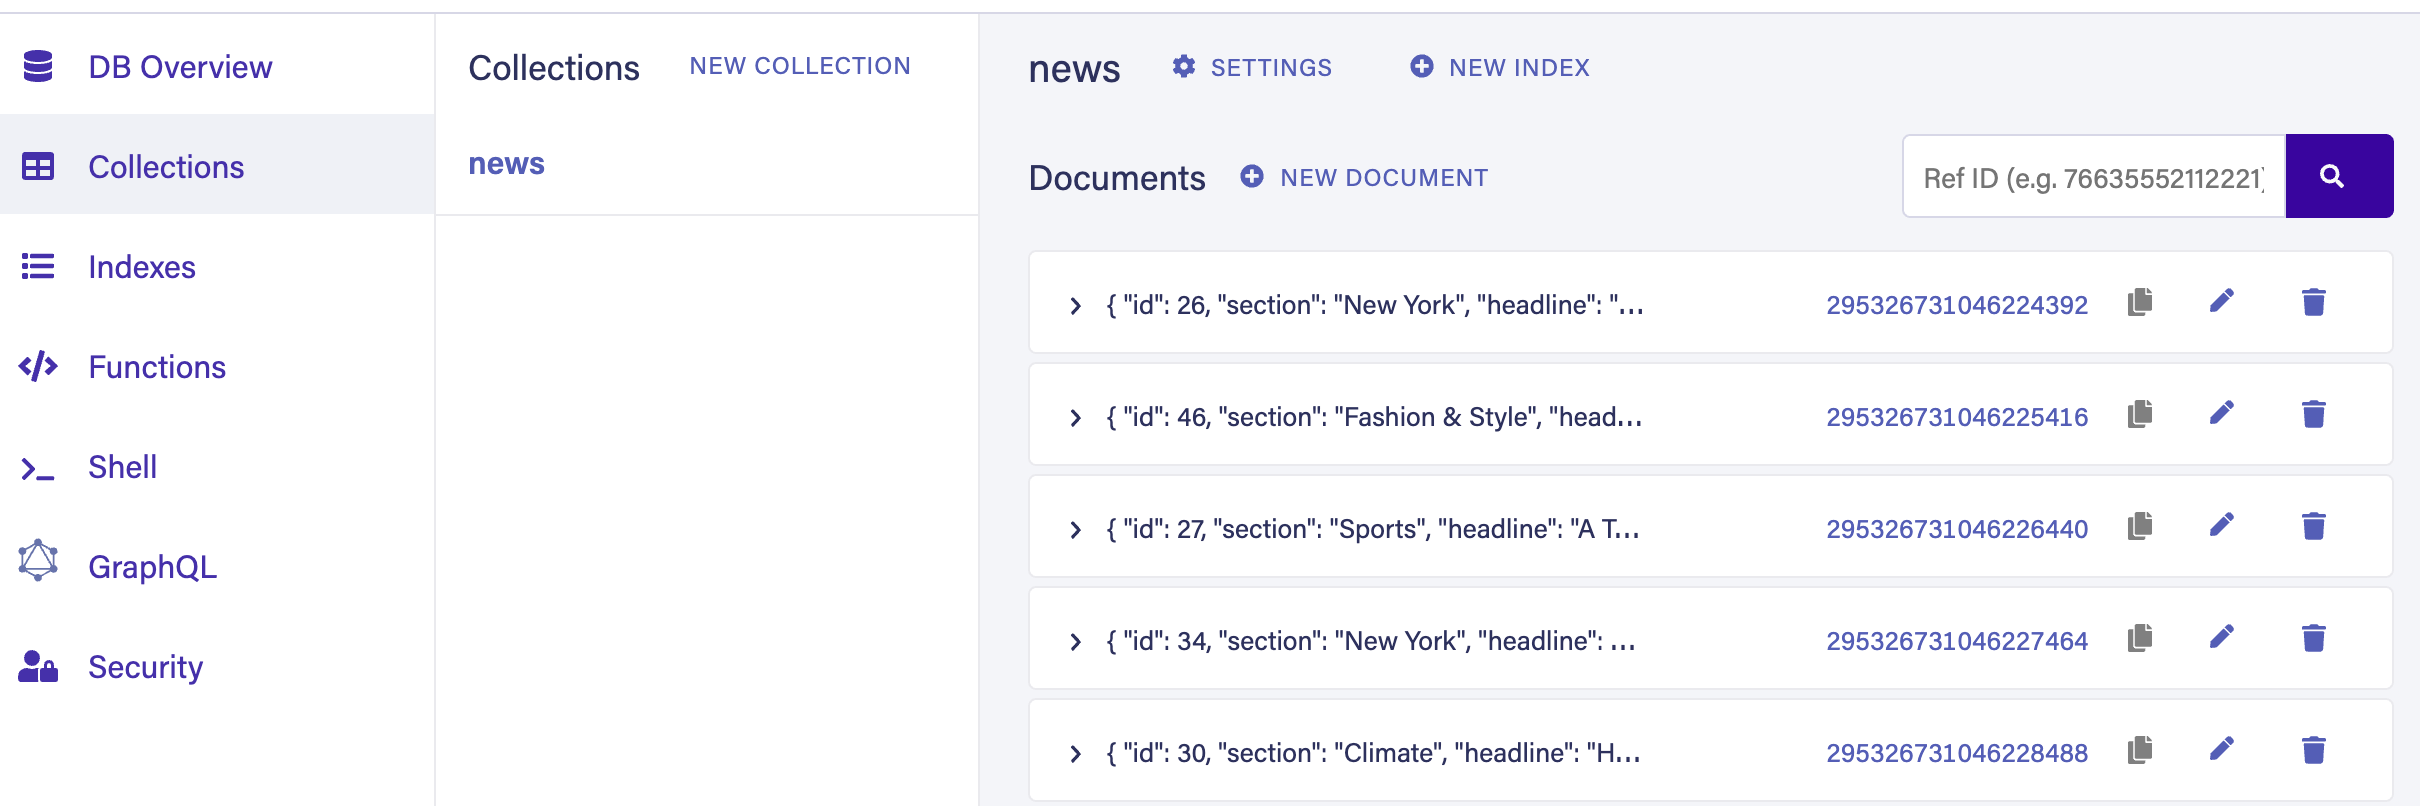 DB Overview
Collections
Indexes
Functions
Shell
GraphQL
Security
Collections NEW COLLECTION
news
news SETTINGS NEW INDEX
Documents NEW DOCUMENT
Ref ID (e.g. 76635552112221)
{ "id": 26, "section": "New York", "headline": "... 295326731046224392
{ "id": 46, "section": "Fashion & Style", "head... 295326731046225416
{ "id": 27, "section": "Sports", "headline": "A T... 295326731046226440
{ "id": 34, "section": "New York", "headline": ... 295326731046227464
{ "id": 30, "section": "Climate", "headline": "H... 295326731046228488